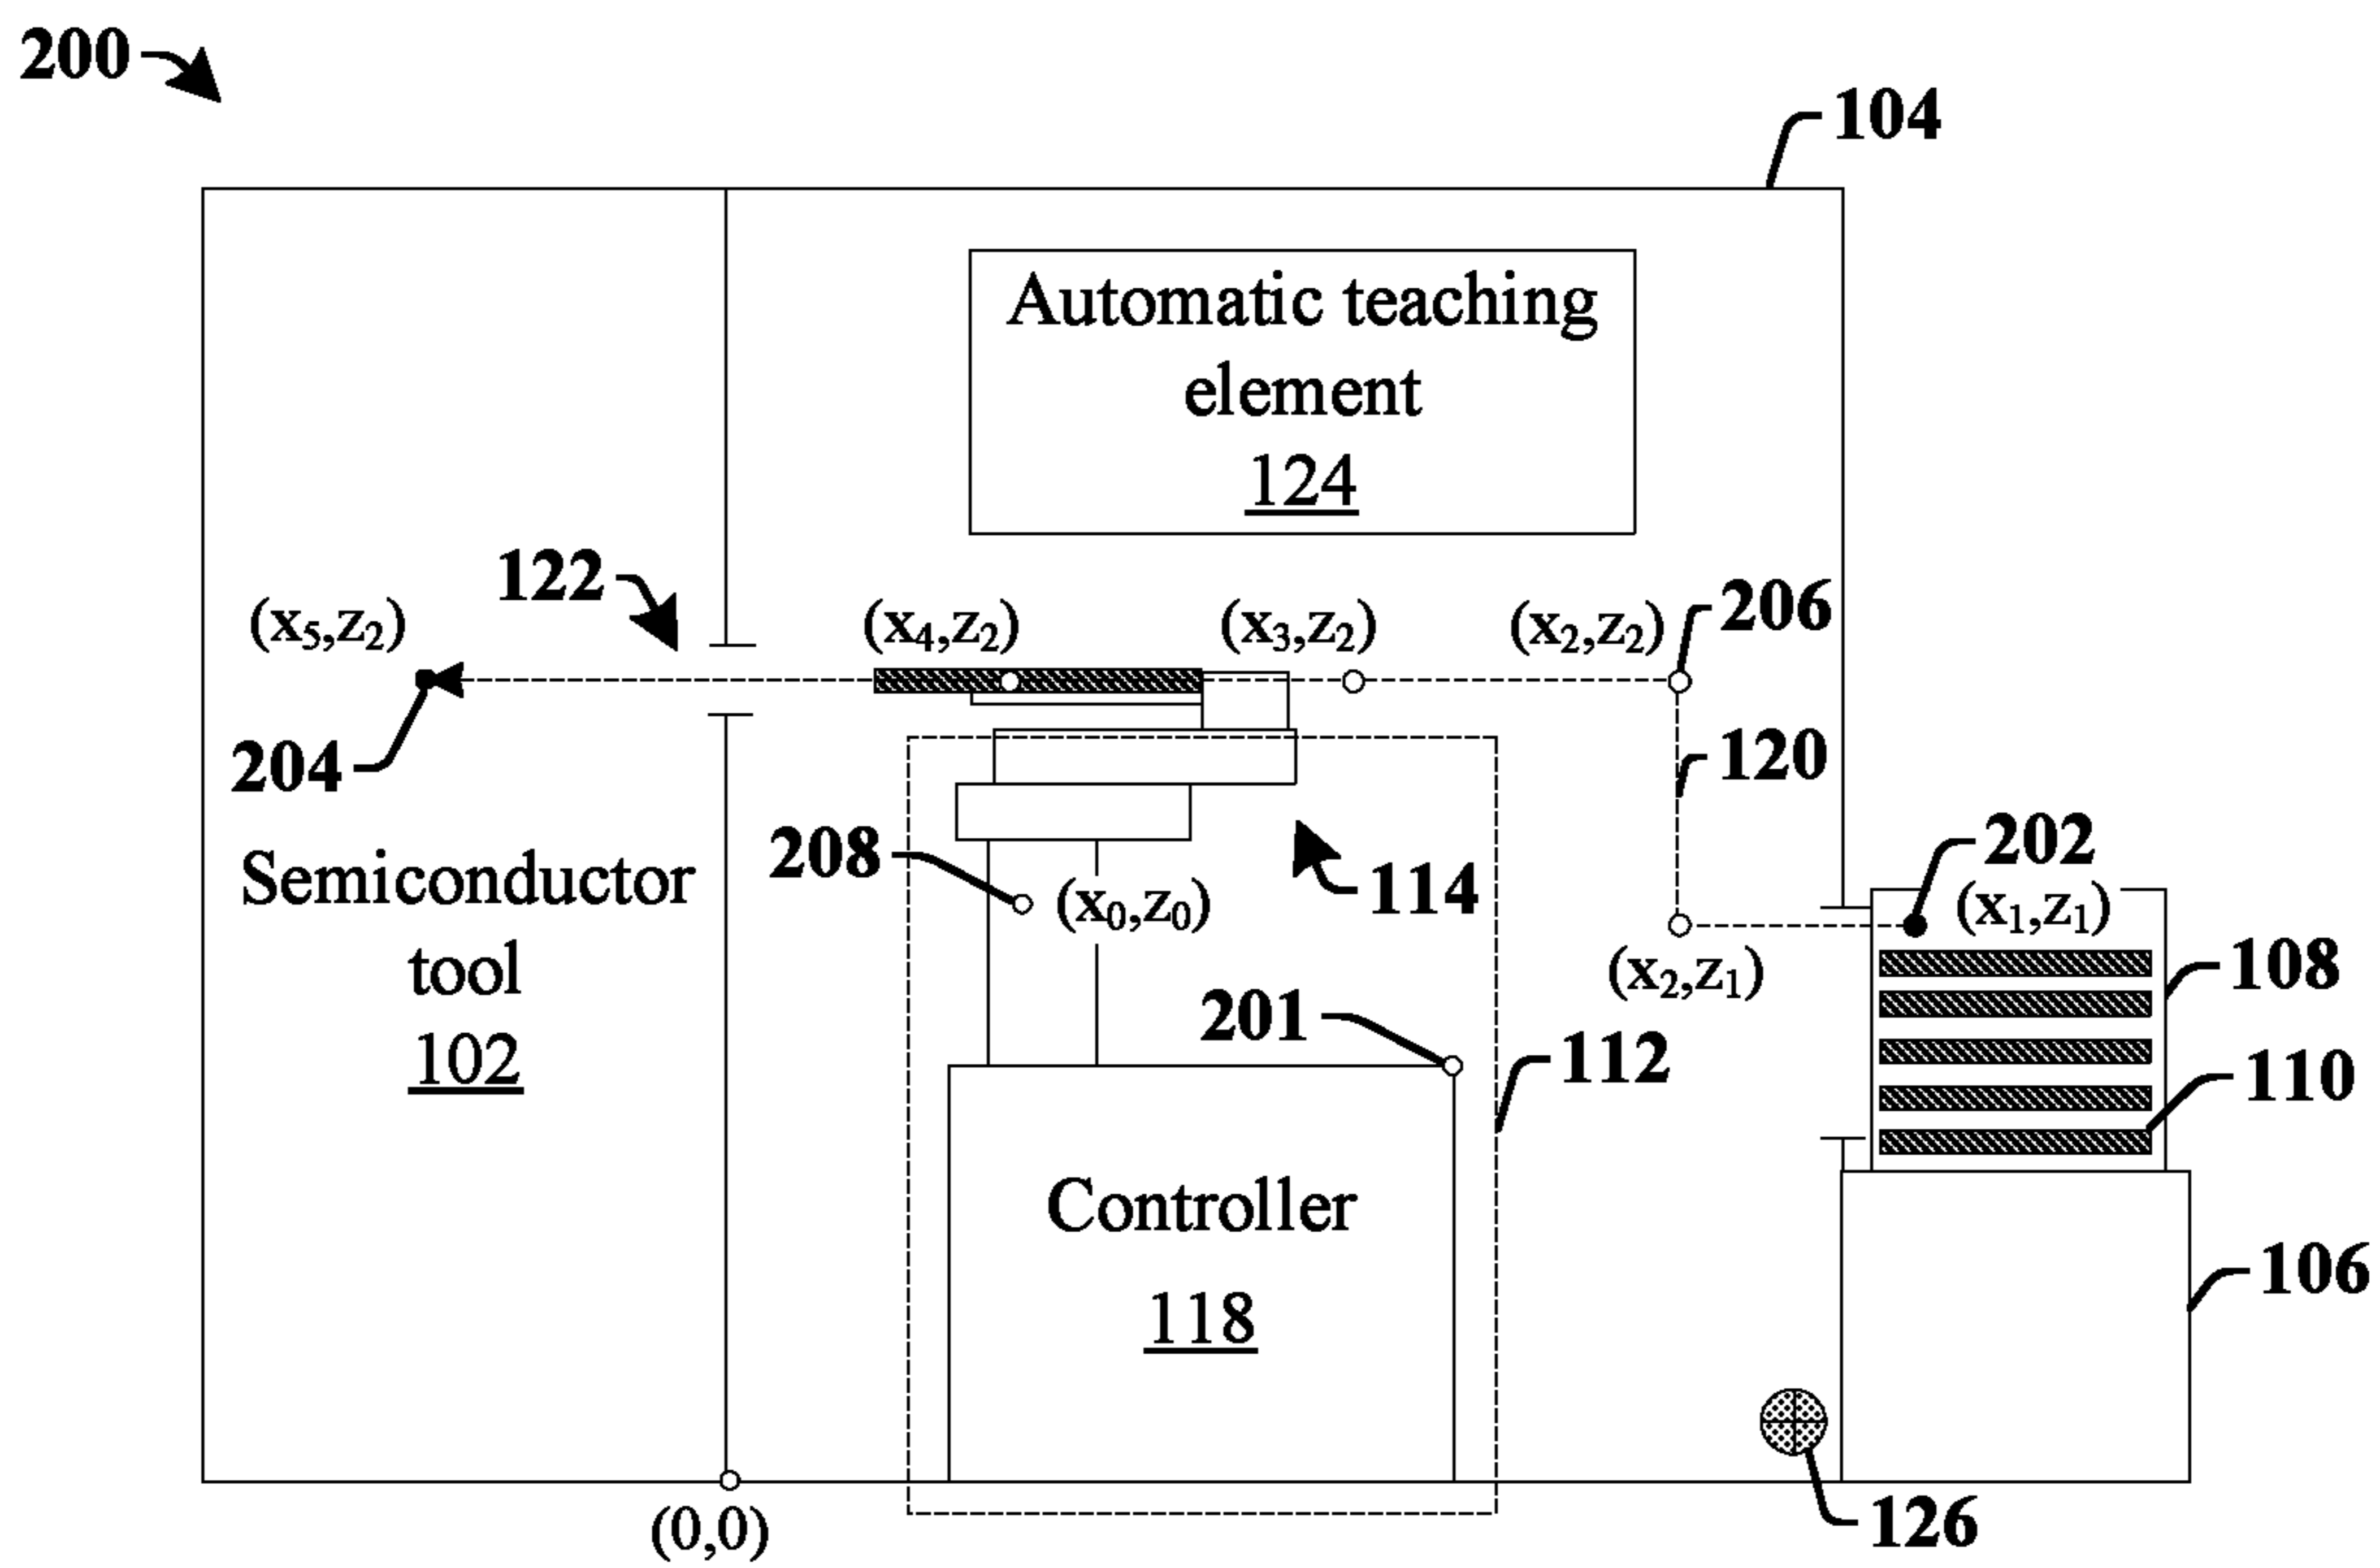 200
104
Automatic teaching
element
124
122
(x₅,z₂)
(x₄,z₂)
(x₃,z₂)
(x₂,z₂)
206
204
120
208
(x₀,z₀)
114
202
(x₁,z₁)
Semiconductor
tool
102
(x₂,z₁)
108
201
112
110
Controller
118
106
126
(0,0)